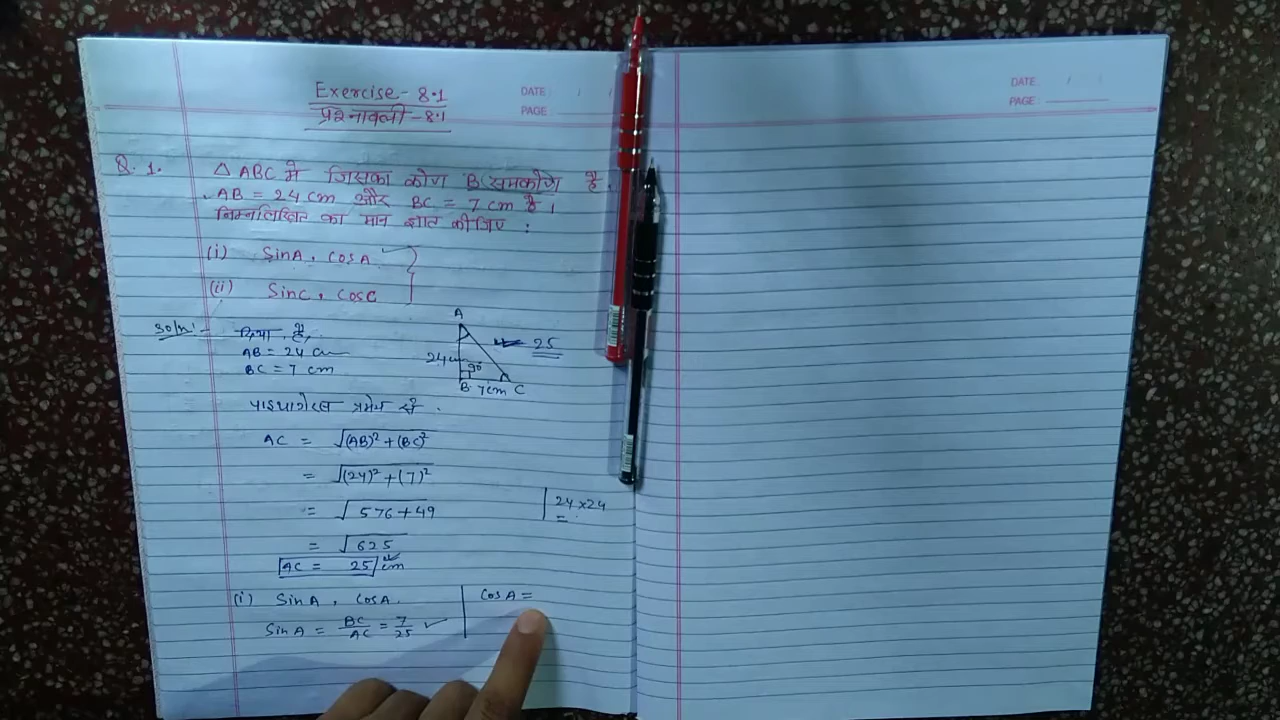 Exercise - 8.1
प्रश्नावली - 8.1
DATE : / /
PAGE :
DATE / /
PAGE :
Q. 1. △ ABC में जिसका कोण B समकोण है .
AB = 24 cm और BC = 7 cm है ।
निम्नलिखित का मान ज्ञात कीजिए :
(i) SinA , cosA
(ii) SinC , cosC
Soln :- दिया है,
AB = 24 cm
BC = 7 cm
A
24cm
25
90°
B 7cm C
पाइथागोरस प्रमेय से .
AC = √(AB)² + (BC)²
= √(24)² + (7)²
= √576 + 49
24 × 24
=
= √625
AC = 25 cm
(i) SinA , cosA.
Cos A =
Sin A = BC/AC = 7/25 ✓